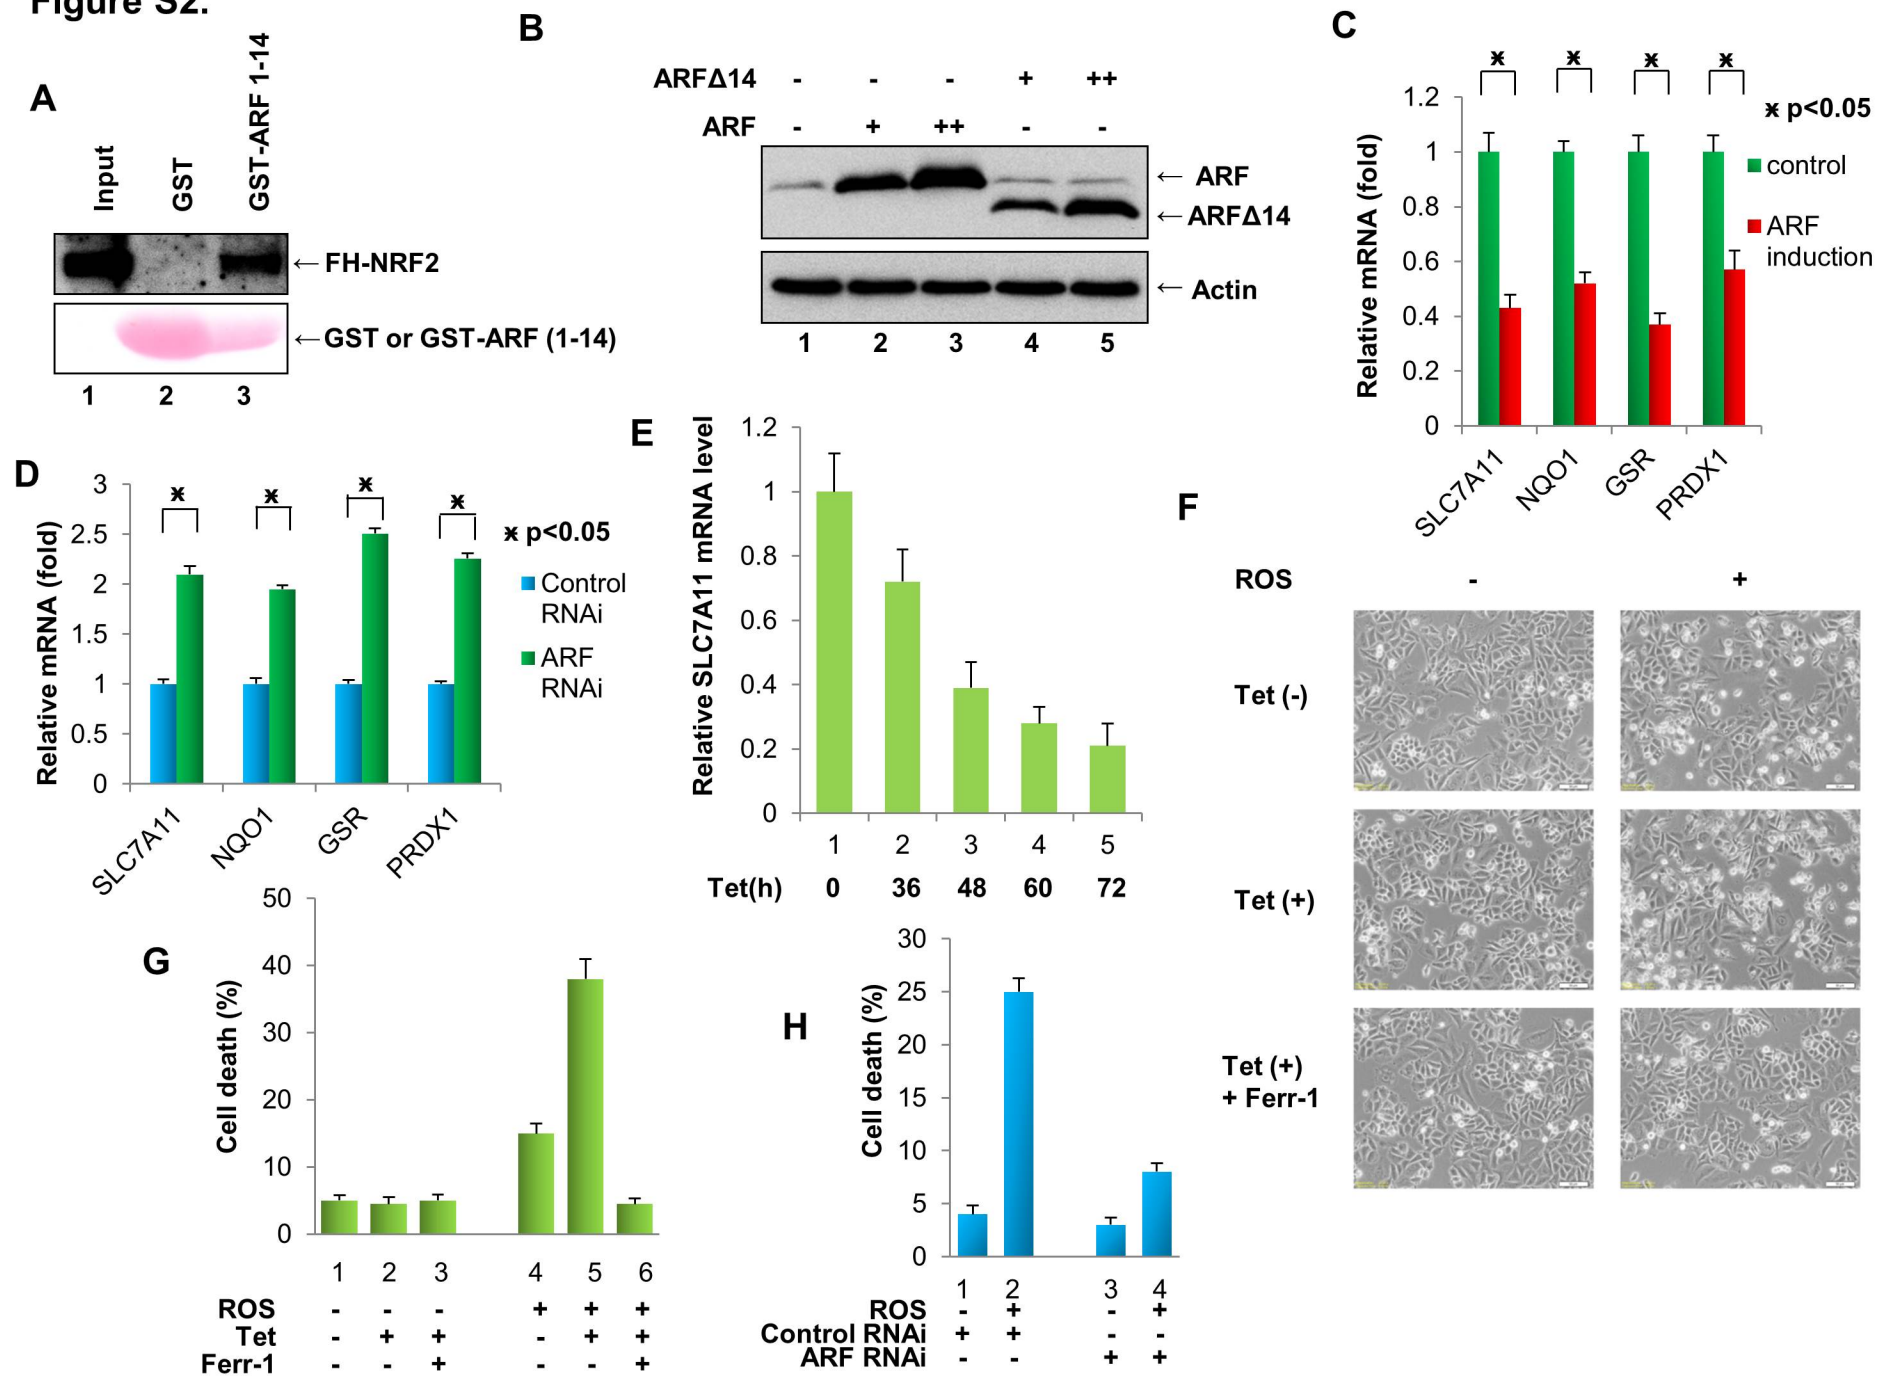 Figure S2.
A
Input
GST
GST-ARF 1-14
←FH-NRF2
←GST or GST-ARF (1-14)
1 2 3
B
ARFΔ14 - - - + ++
ARF - + ++ - -
← ARF
←ARFΔ14
← Actin
1 2 3 4 5
C
Relative mRNA (fold)
1.2
1
0.8
0.6
0.4
0.2
0
* * * *
* p<0.05
control
ARF
induction
SLC7A11 NQO1 GSR PRDX1
D
Relative mRNA (fold)
3
2.5
2
1.5
1
0.5
0
* * * *
* p<0.05
Control
RNAi
ARF
RNAi
SLC7A11 NQO1 GSR PRDX1
E
Relative SLC7A11 mRNA level
1.2
1
0.8
0.6
0.4
0.2
0
1 2 3 4 5
Tet(h) 0 36 48 60 72
F
ROS - +
Tet (-)
Tet (+)
Tet (+)
+ Ferr-1
G
Cell death (%)
50
40
30
20
10
0
1 2 3 4 5 6
ROS - - - + + +
Tet - + + - + +
Ferr-1 - - + - - +
H
Cell death (%)
30
25
20
15
10
5
0
1 2 3 4
ROS - + - +
Control RNAi + + - -
ARF RNAi - - + +